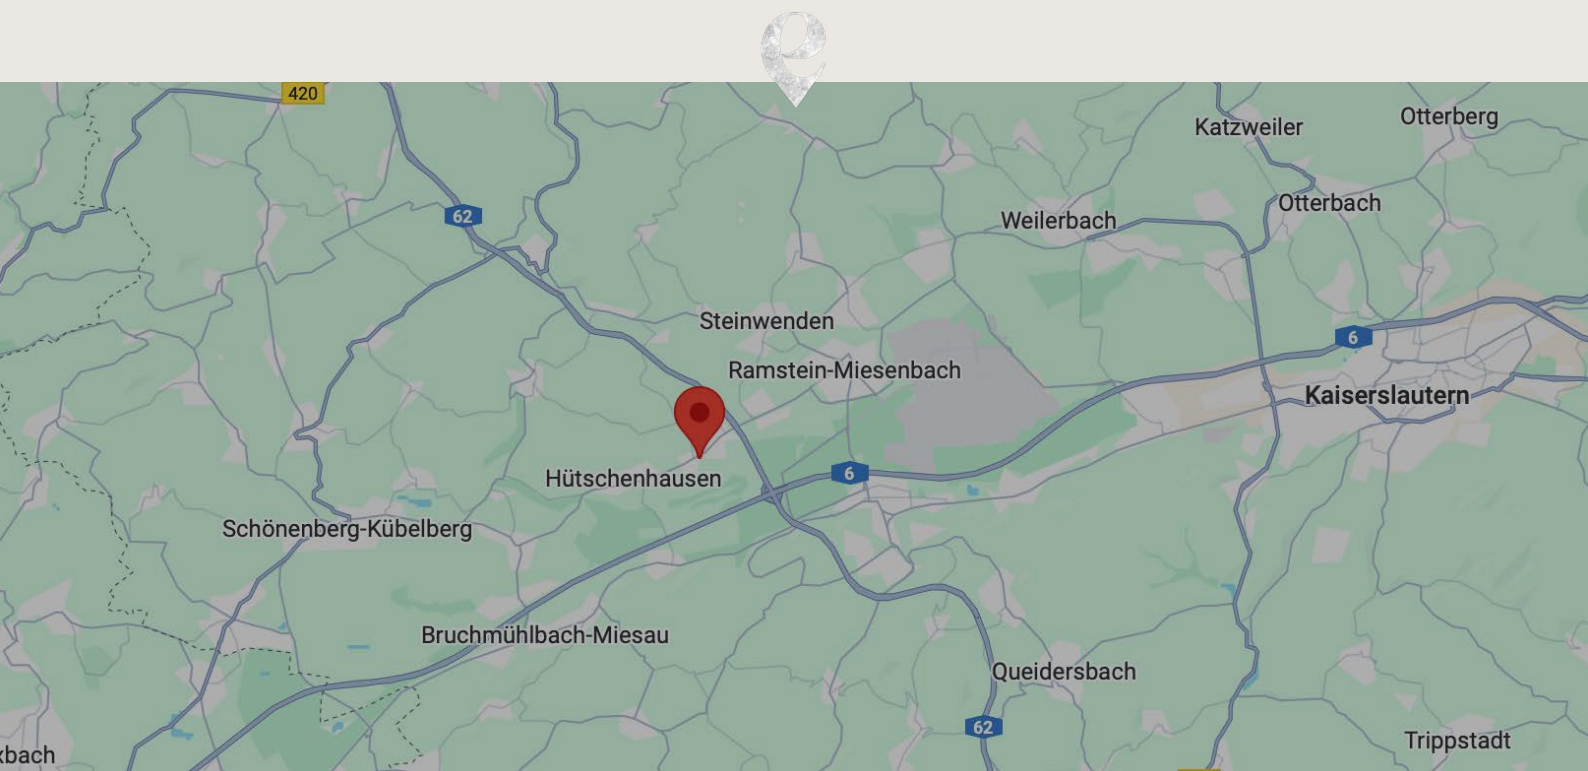 e
420
Katzweiler
Otterberg
62
Weilerbach
Otterbach
Steinwenden
6
Ramstein-Miesenbach
Kaiserslautern
6
Hütschenhausen
Schönenberg-Kübelberg
Bruchmühlbach-Miesau
Queidersbach
62
Trippstadt
xbach